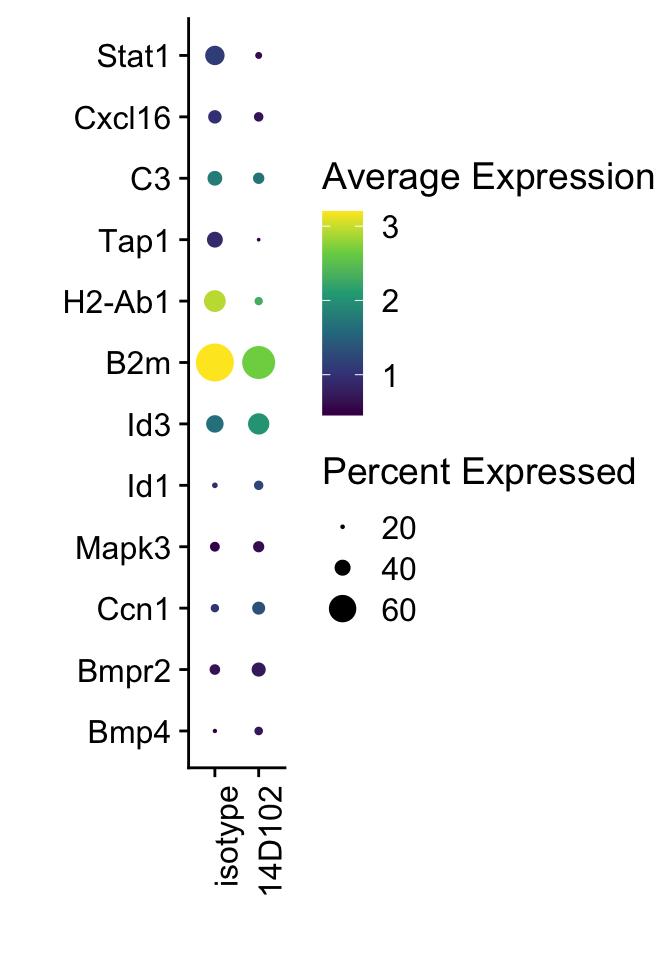 Stat1
Cxcl16
C3
Tap1
H2-Ab1
B2m
Id3
Id1
Mapk3
Ccn1
Bmpr2
Bmp4
isotype
14D102
Average Expression
3
2
1
Percent Expressed
20
40
60